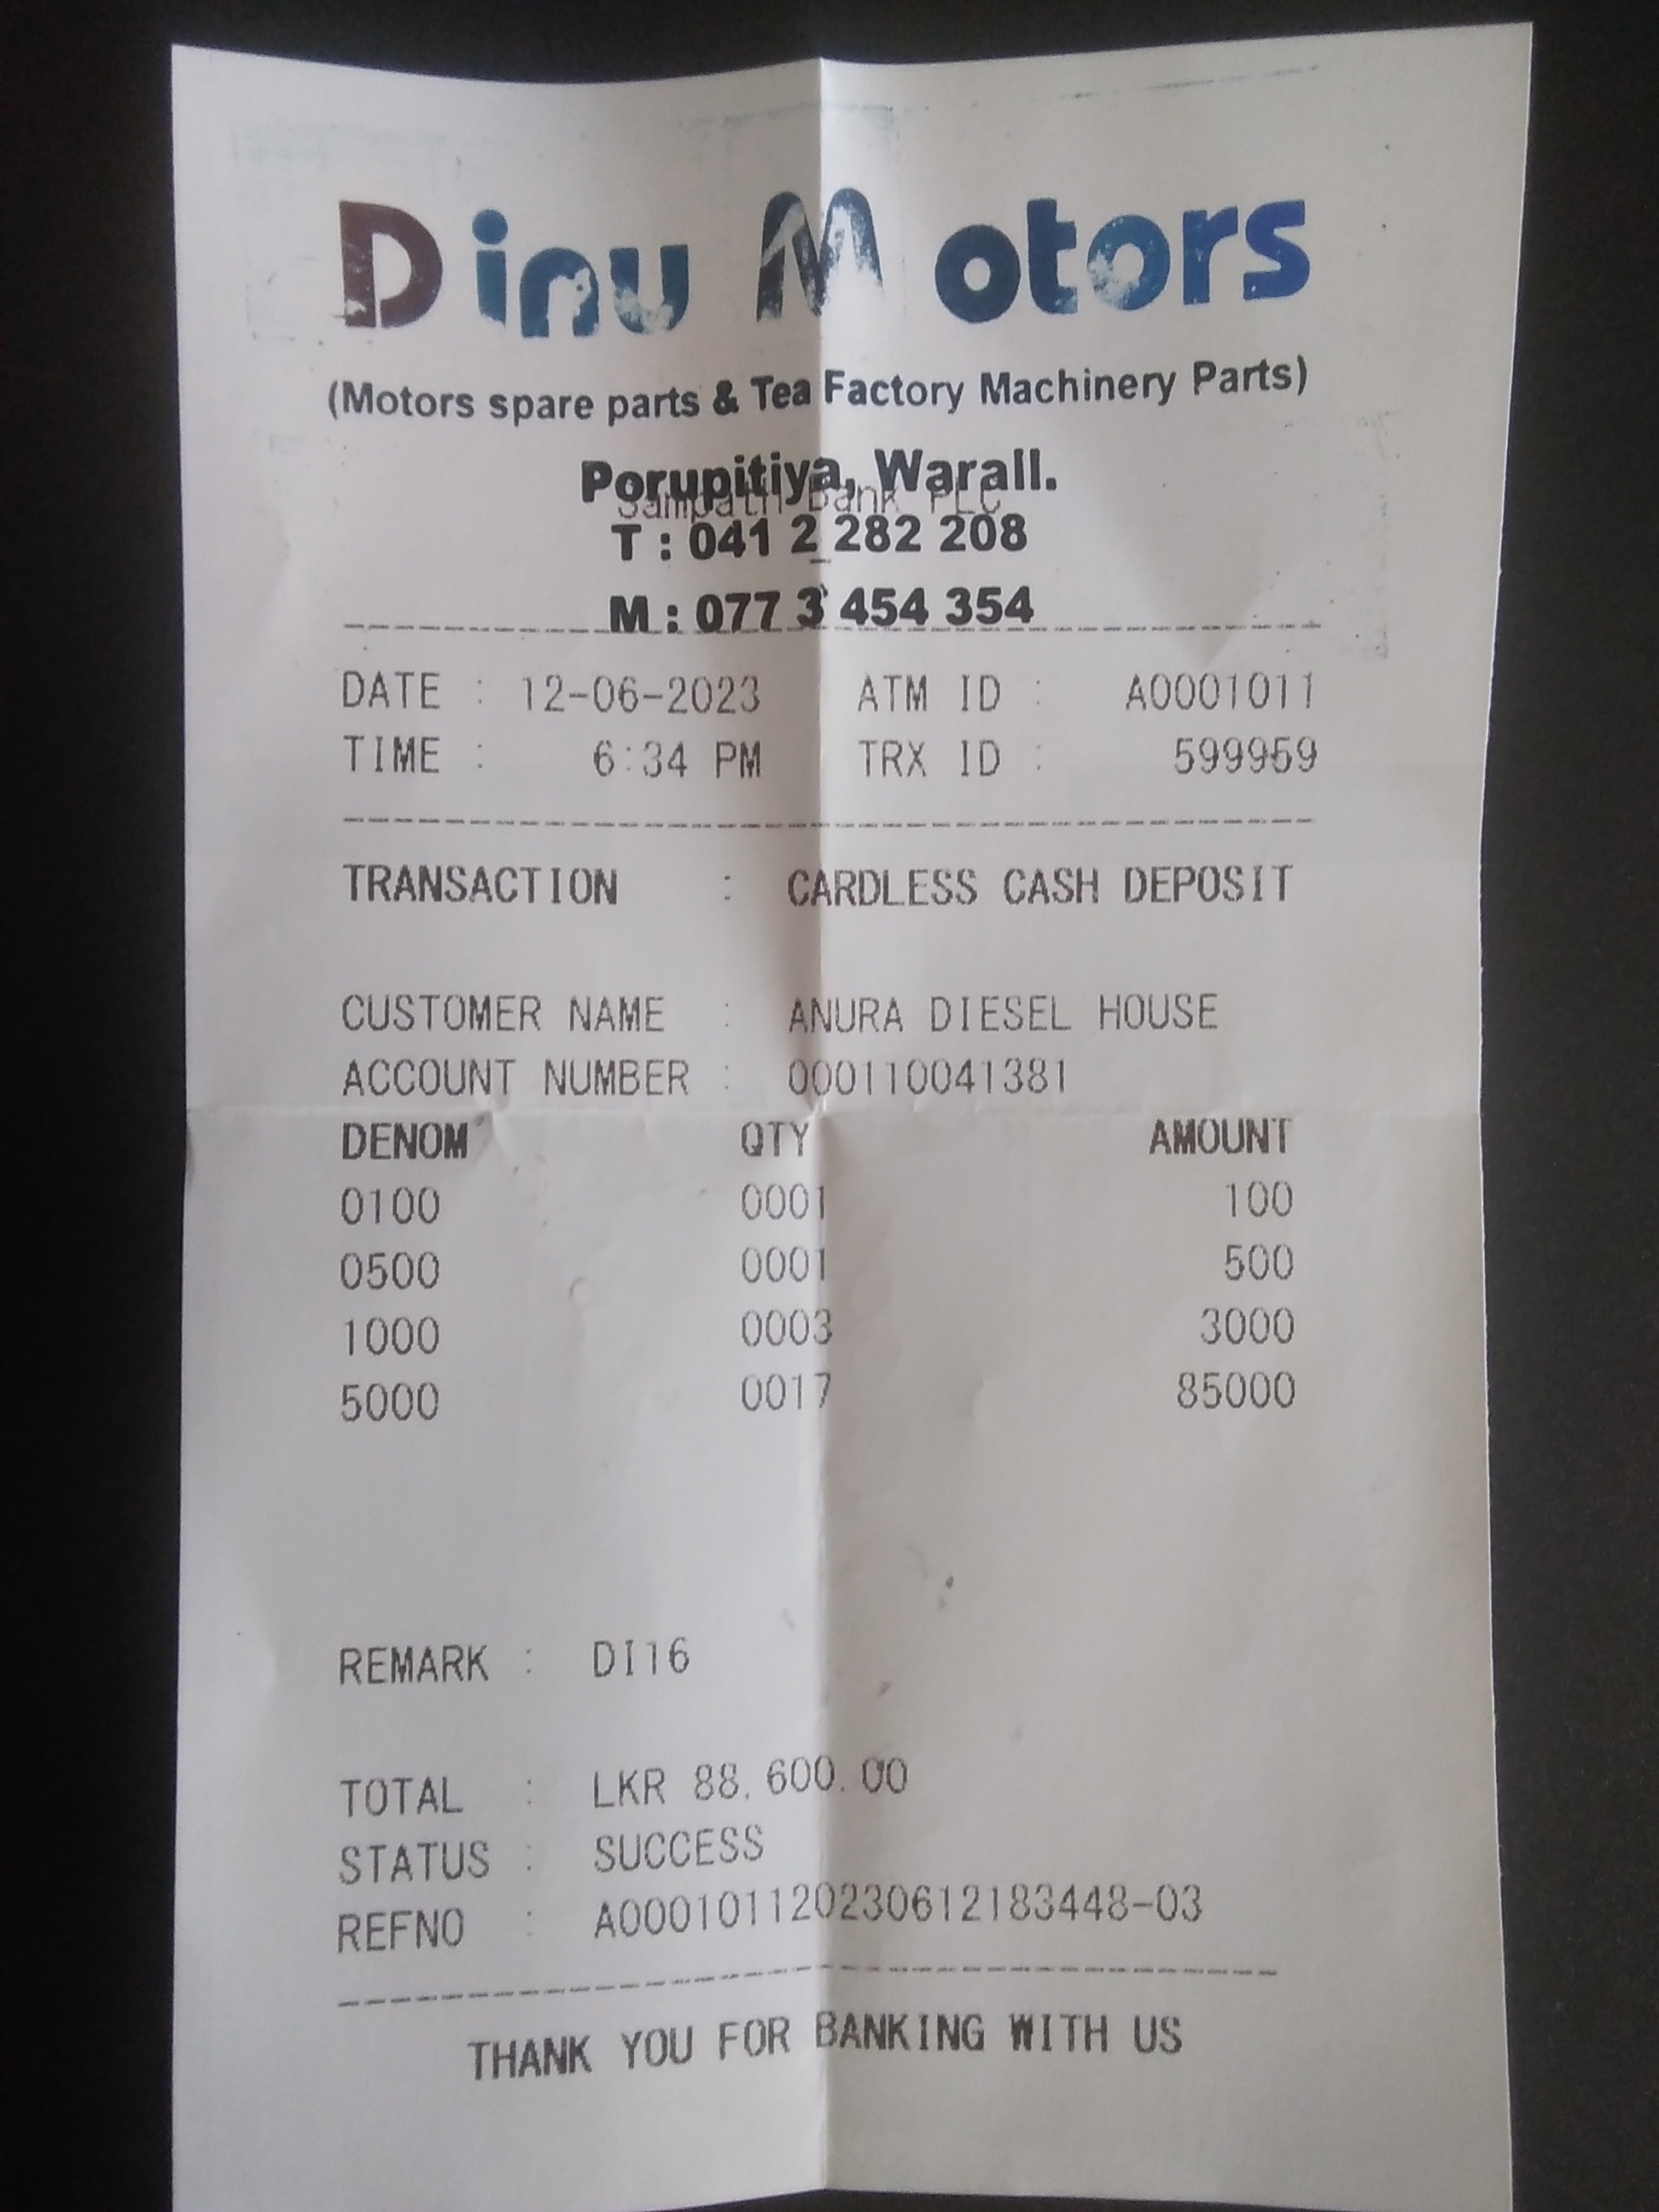 Dinu Motors
(Motors spare parts & Tea Factory Machinery Parts)
Porupitiya, Warall.
Sampath Bank PLC
T : 041 2 282 208
M : 077 3 454 354
DATE : 12-06-2023 ATM ID : A0001011
TIME : 6:34 PM TRX ID : 599959
TRANSACTION : CARDLESS CASH DEPOSIT
CUSTOMER NAME : ANURA DIESEL HOUSE
ACCOUNT NUMBER : 000110041381
DENOM QTY AMOUNT
0100 0001 100
0500 0001 500
1000 0003 3000
5000 0017 85000
REMARK : DI16
TOTAL : LKR 88,600.00
STATUS : SUCCESS
REFNO : A000101120230612183448-03
THANK YOU FOR BANKING WITH US